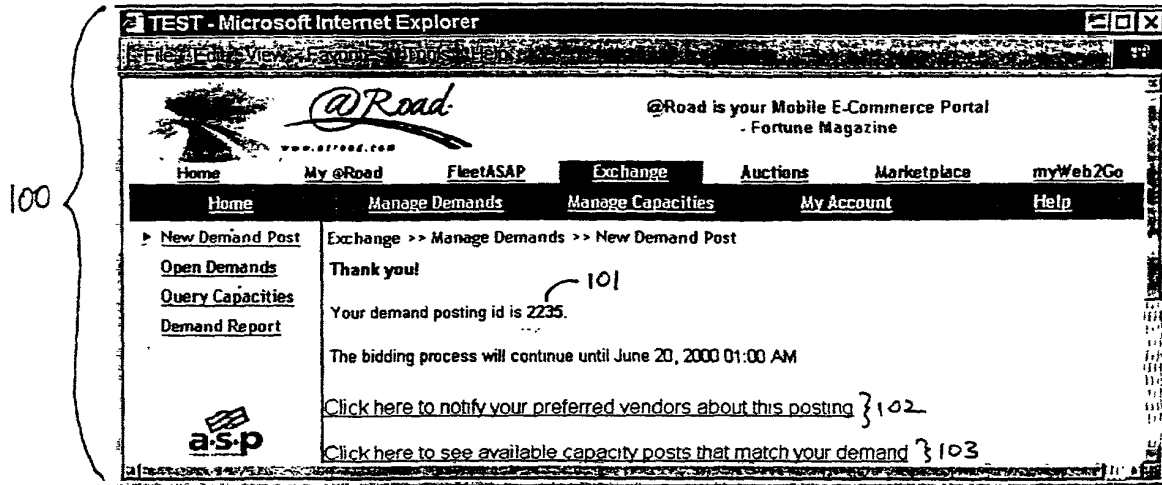 TEST - Microsoft Internet Explorer
@Road
www.atroad.com
@Road is your Mobile E-Commerce Portal
- Fortune Magazine
Home My @Road FleetASAP Exchange Auctions Marketplace myWeb2Go
Home Manage Demands Manage Capacities My Account Help
New Demand Post
Open Demands
Query Capacities
Demand Report
a·s·p
Exchange >> Manage Demands >> New Demand Post
Thank you!
101
Your demand posting id is 2235.
The bidding process will continue until June 20, 2000 01:00 AM
Click here to notify your preferred vendors about this posting 102
Click here to see available capacity posts that match your demand 103
100